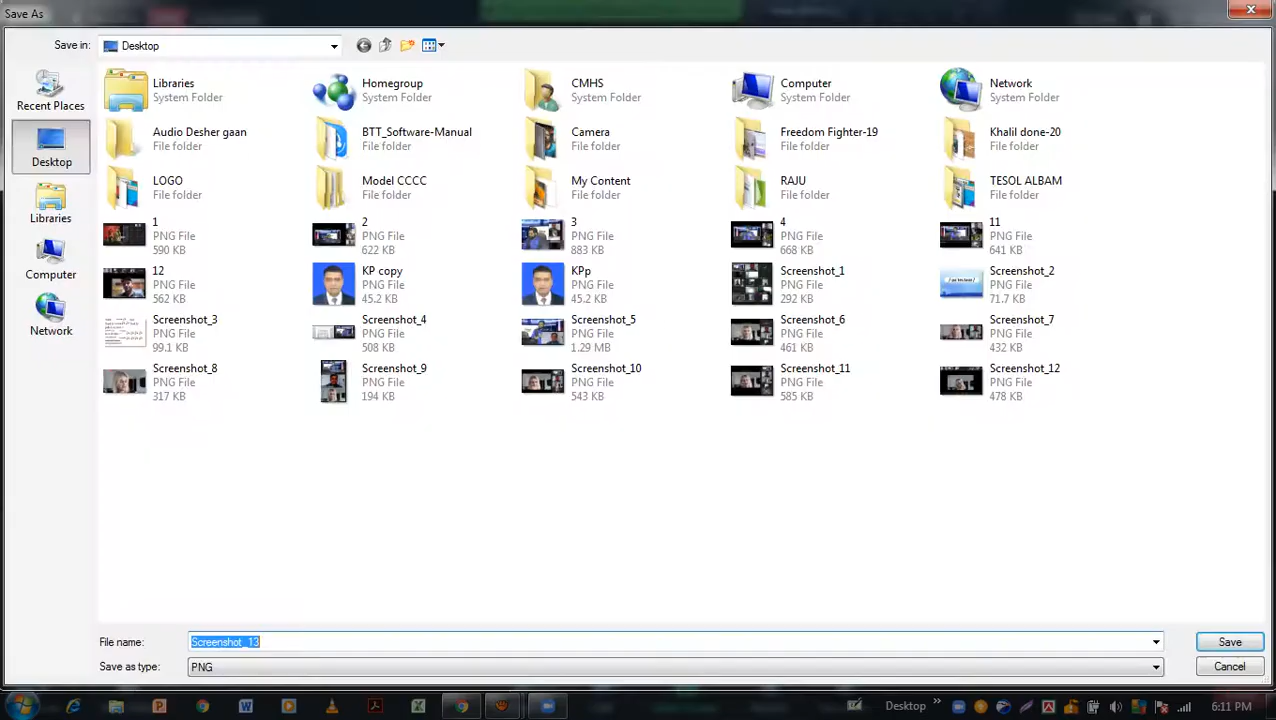 Save As
Save in: Desktop
Recent Places
Desktop
Libraries
Computer
Network
Libraries
System Folder
Homegroup
System Folder
CMHS
System Folder
Computer
System Folder
Network
System Folder
Audio Desher gaan
File folder
BTT_Software-Manual
File folder
Camera
File folder
Freedom Fighter-19
File folder
Khalil done-20
File folder
LOGO
File folder
Model CCCC
File folder
My Content
File folder
RAJU
File folder
TESOL ALBAM
File folder
1
PNG File
590 KB
2
PNG File
622 KB
3
PNG File
883 KB
4
PNG File
668 KB
11
PNG File
641 KB
12
PNG File
562 KB
KP copy
PNG File
45.2 KB
KPp
PNG File
45.2 KB
Screenshot_1
PNG File
292 KB
Screenshot_2
PNG File
71.7 KB
Screenshot_3
PNG File
99.1 KB
Screenshot_4
PNG File
508 KB
Screenshot_5
PNG File
1.29 MB
Screenshot_6
PNG File
461 KB
Screenshot_7
PNG File
432 KB
Screenshot_8
PNG File
317 KB
Screenshot_9
PNG File
194 KB
Screenshot_10
PNG File
543 KB
Screenshot_11
PNG File
585 KB
Screenshot_12
PNG File
478 KB
File name: Screenshot_13
Save
Save as type: PNG
Cancel
Desktop
6:11 PM